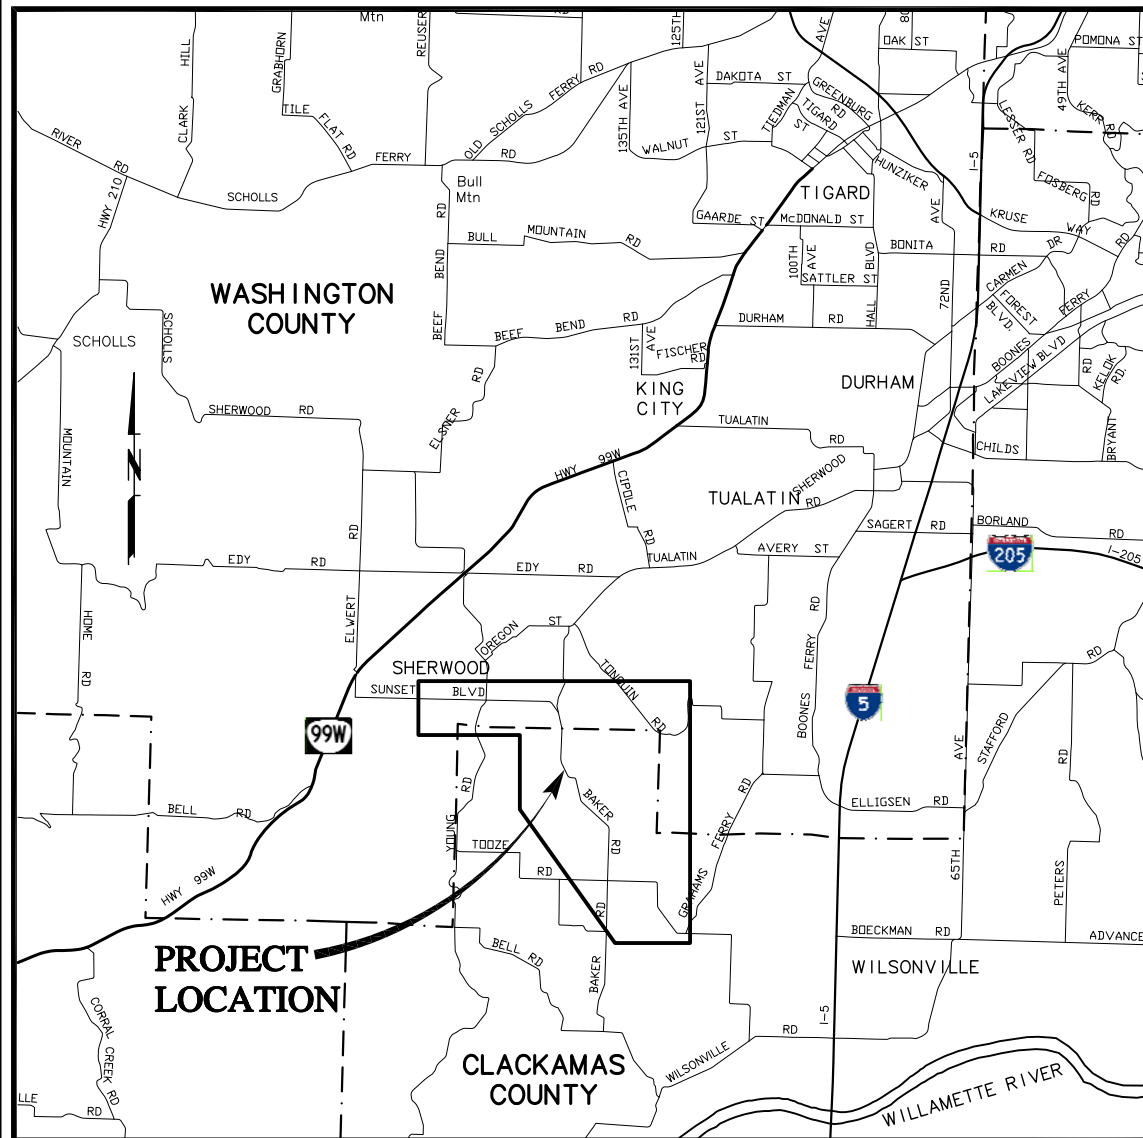 Mtn
REUSER
RD
125TH
AVE
80
OAK ST
POMONA ST
HILL
CLARK
GRABHORN
TILE
FLAT RD
OLD SCHOLLS
FERRY
RD
135TH AVE
121ST AVE
DAKOTA ST
TIEDMAN
ST
GREENBURG
RD
TIGARD
LESSER RD
49TH AVE
KERR RD
RIVER
RD
FERRY
RD
WALNUT
ST
I-5
HWY 210
SCHOLLS
Bull
Mtn
HUNZIKER
TIGARD
AVE
FOSBERG
RD
KRUSE
WAY
RD
GAARDE ST
McDONALD ST
BULL
MOUNTAIN
RD
BEEF
BEND
RD
100TH
AVE
SATTLER ST
HALL
BLVD
BONITA
RD
DR
CARMEN
72ND
FOREST
BLVD.
FERRY
WASHINGTON
COUNTY
SCHOLLS
SCHOLLS
BEEF
BEND
RD
131ST
AVE
FISCHER
RD
DURHAM
RD
BOONES
LAKEVIEW BLVD
RD
KELOK
RD.
KING
CITY
DURHAM
SHERWOOD
RD
ELSNER
RD
TUALATIN
RD
CHILDS
BRYANT
MOUNTAIN
N
HWY
99W
CIPOLE
RD
TUALATIN
SHERWOOD
RD
SAGERT
RD
BORLAND
RD
I-205
205
AVERY
ST
TUALATIN
EDY
RD
EDY
RD
RD
ELWERT
HOME
RD
OREGON
ST
SHERWOOD
TONQUIN
RD
SUNSET
BLVD
BOONES
FERRY
RD
5
RD
99W
STAFFORD
AVE
RD
BELL
RD
BAKER
RD
ELLIGSEN
RD
GRAHAMS
FERRY
RD
TOOZE
RD
RD
65TH
PETERS
HWY
99W
RD
BELL
RD
BAKER
BOECKMAN
RD
ADVANCE
PROJECT
LOCATION
WILSONVILLE
CORRAL
CREEK RD
CLACKAMAS
COUNTY
I-5
RD
WILSONVILLE
WILLAMETTE RIVER
LLE
RD